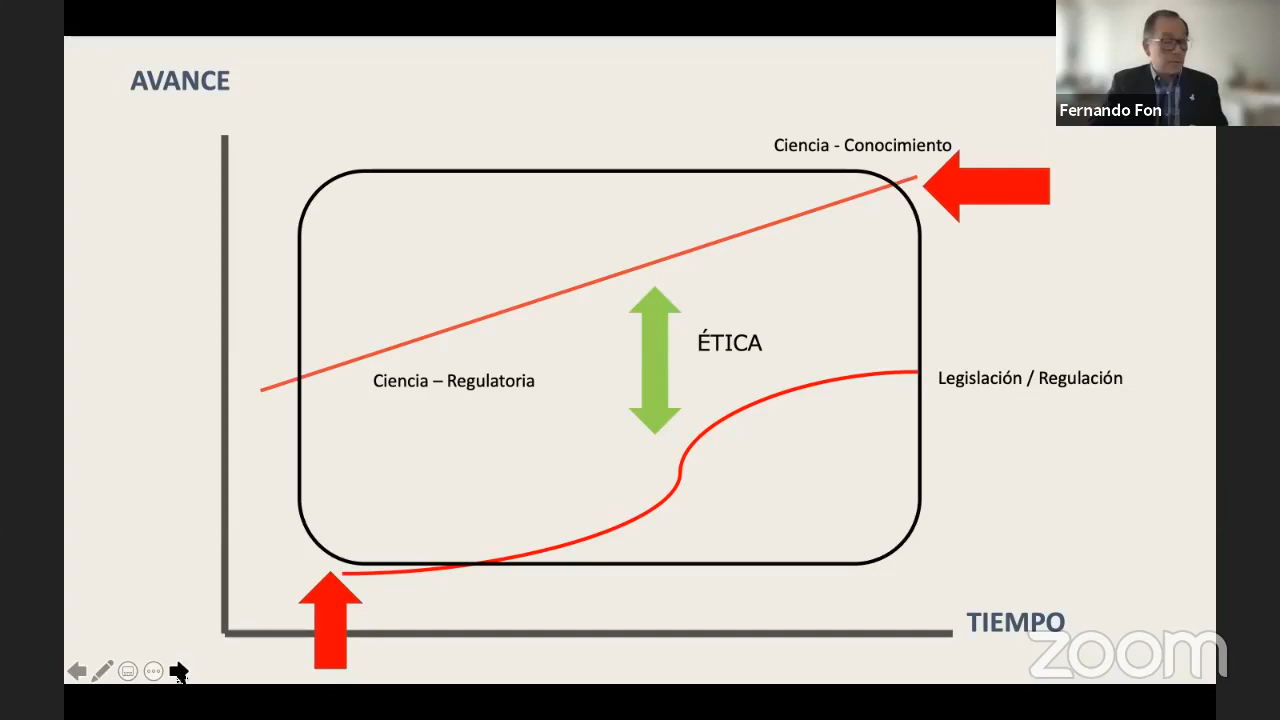 AVANCE
Fernando Fon
Ciencia - Conocimiento
ÉTICA
Ciencia – Regulatoria
Legislación / Regulación
TIEMPO
zoom